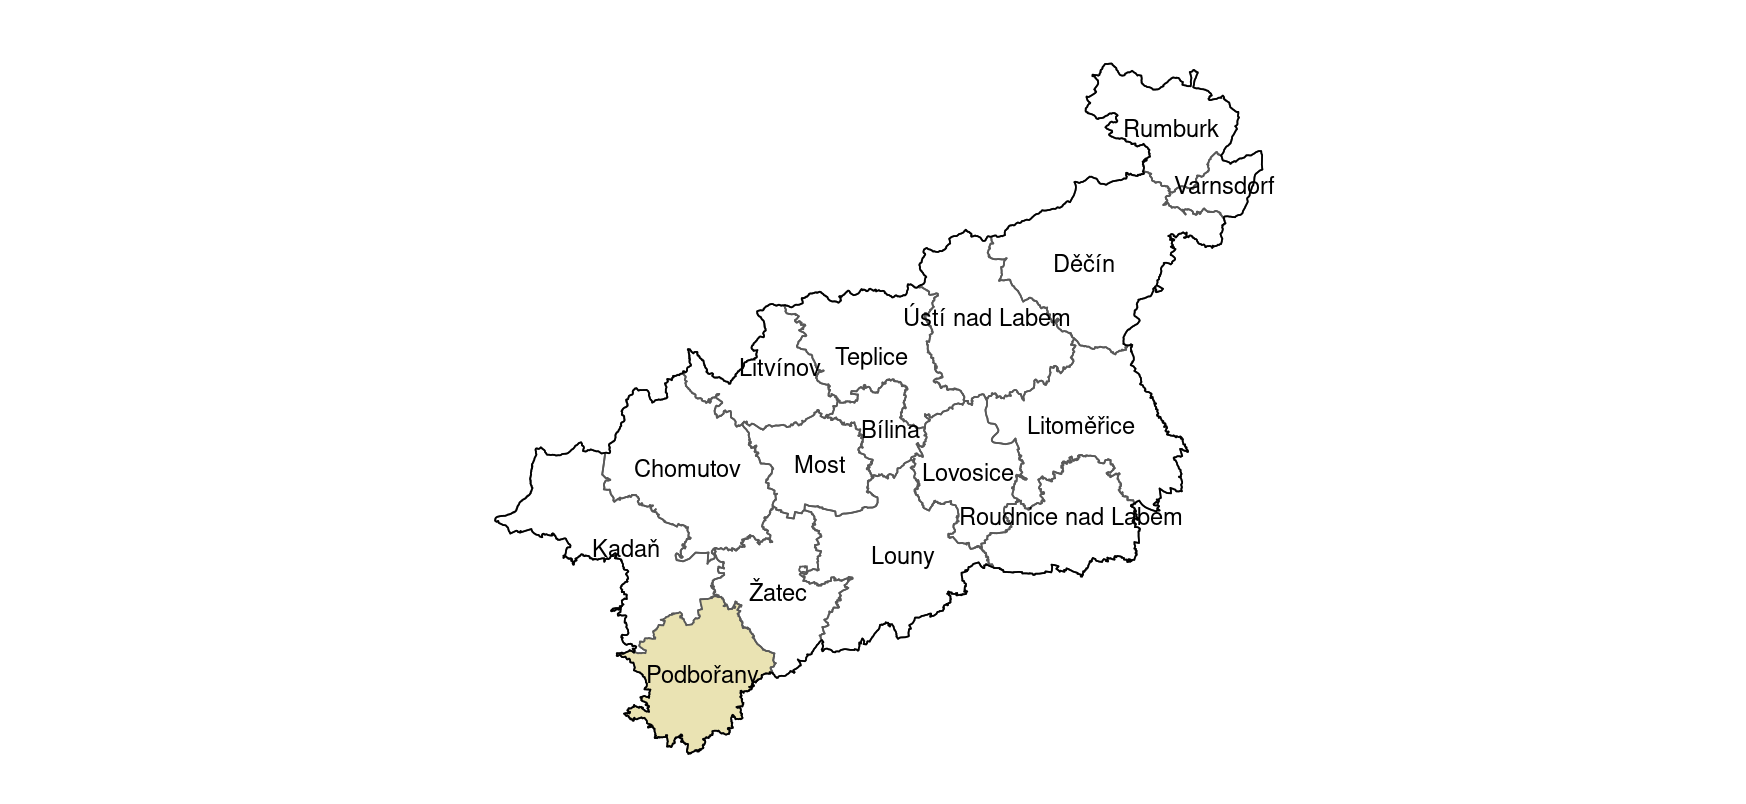 Rumburk
Varnsdorf
Děčín
Ústí nad Labem
Teplice
Litvínov
Litoměřice
Bílina
Most
Chomutov
Lovosice
Roudnice nad Labem
Kadaň
Louny
Žatec
Podbořany